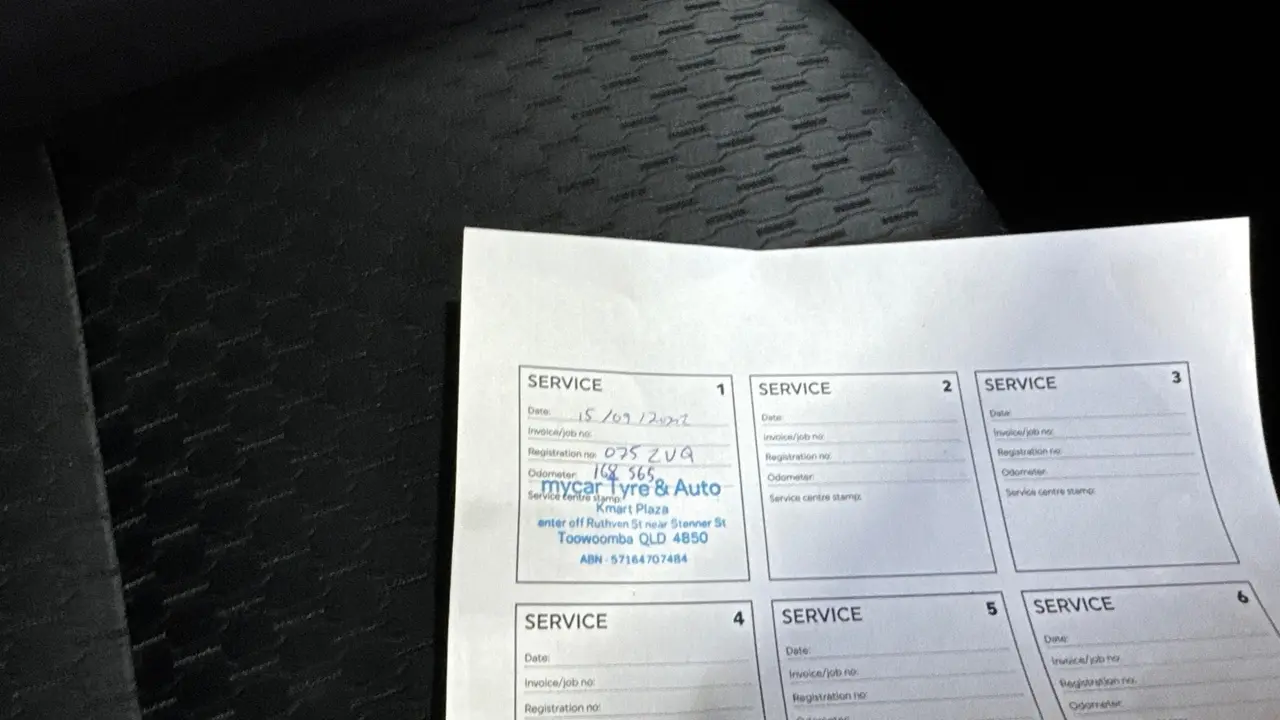 SERVICE 1
Date: 15/09/2022
Invoice/job no:
Registration no: 075 ZVQ
Odometer: 168 565
Service centre stamp:
mycar Tyre & Auto
Kmart Plaza
enter off Ruthven St near Stenner St
Toowoomba QLD 4850
ABN - 57164707484
SERVICE 2
Date:
Invoice/job no:
Registration no:
Odometer:
Service centre stamp:
SERVICE 3
Date:
Invoice/job no:
Registration no:
Odometer:
Service centre stamp:
SERVICE 4
Date:
Invoice/job no:
Registration no:
SERVICE 5
Date:
Invoice/job no:
Registration no:
Odometer:
SERVICE 6
Date:
Invoice/job no:
Registration no:
Odometer: